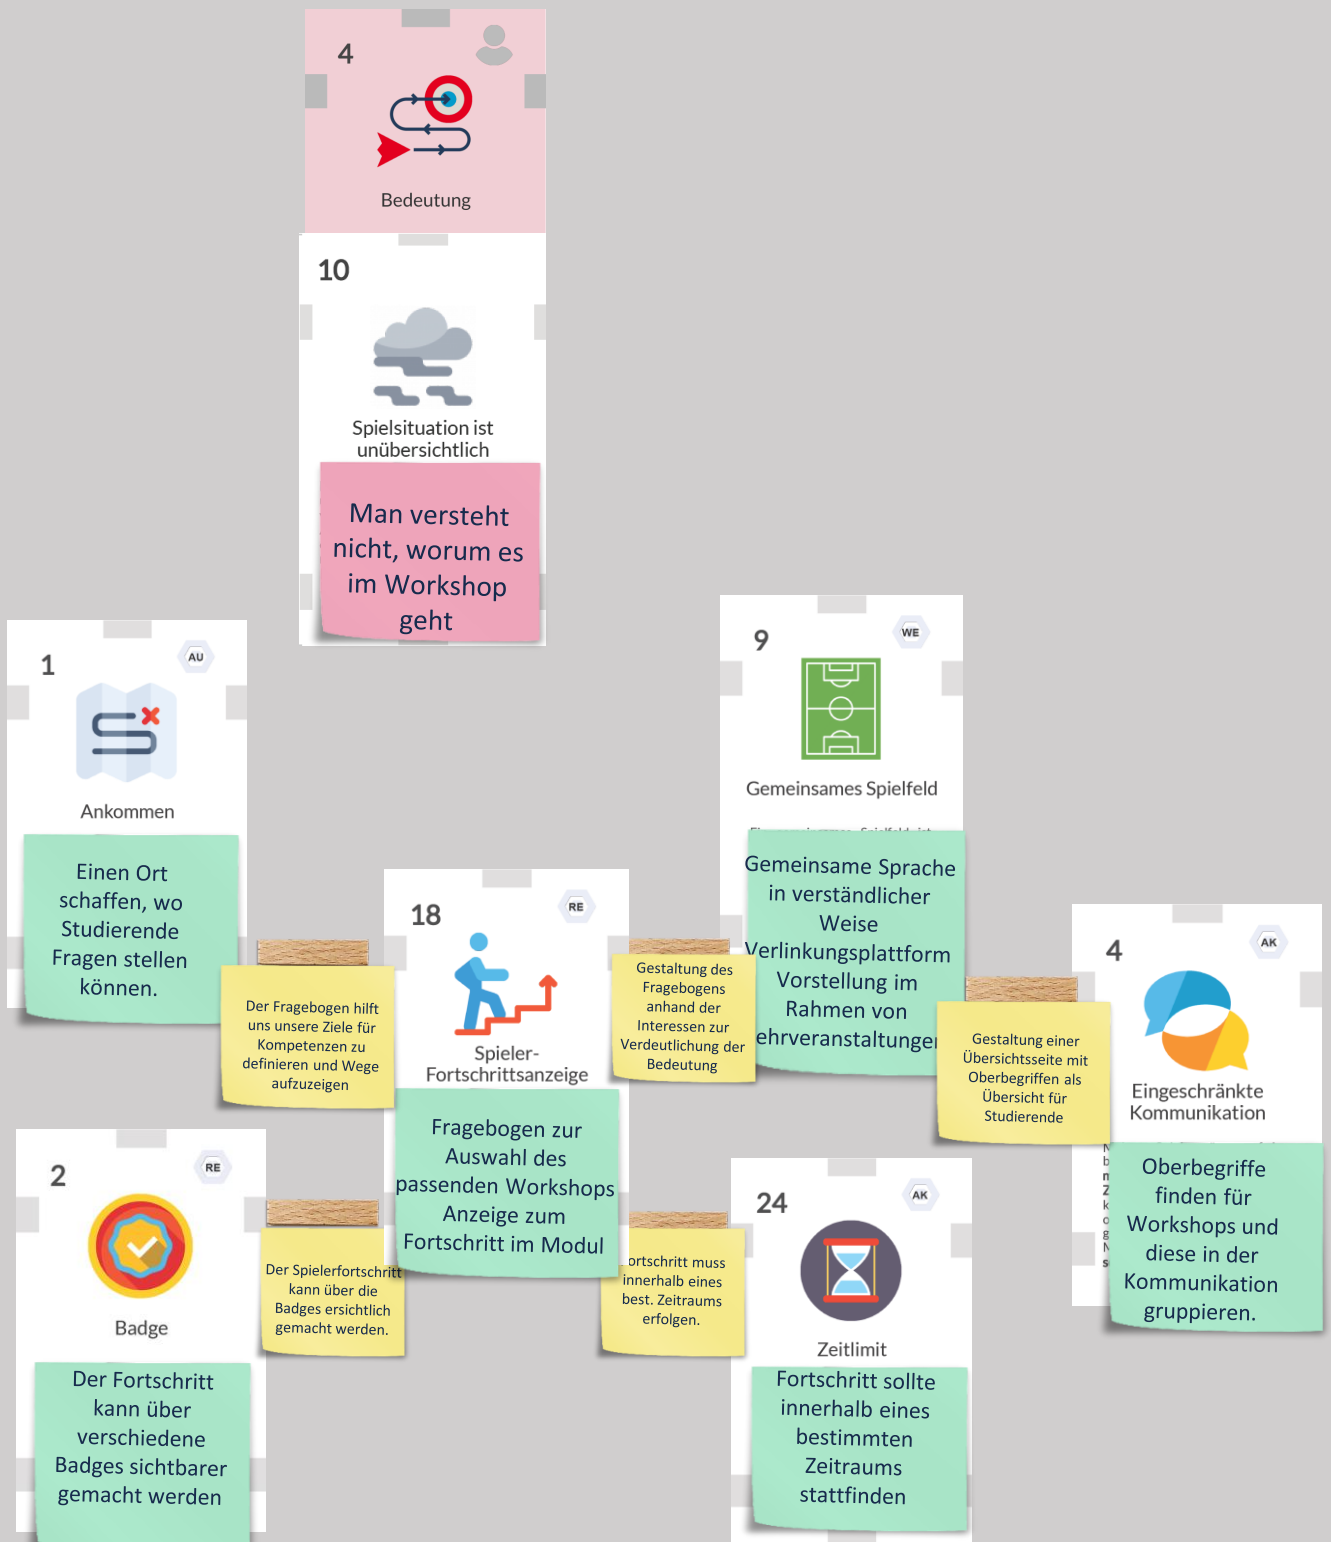 4
Bedeutung
10
Spielsituation ist
unübersichtlich
Man versteht
nicht, worum es
im Workshop
geht
1
AU
Ankommen
Einen Ort
schaffen, wo
Studierende
Fragen stellen
können.
Der Fragebogen hilft
uns unsere Ziele für
Kompetenzen zu
definieren und Wege
aufzuzeigen
18
RE
Spieler-
Fortschrittsanzeige
Fragebogen zur
Auswahl des
passenden Workshops
Anzeige zum
Fortschritt im Modul
Gestaltung des
Fragebogens
anhand der
Interessen zur
Verdeutlichung der
Bedeutung
9
WE
Gemeinsames Spielfeld
Gemeinsame Sprache
in verständlicher
Weise
Verlinkungsplattform
Vorstellung im
Rahmen von
ehrveranstaltungen
Gestaltung einer
Übersichtsseite mit
Oberbegriffen als
Übersicht für
Studierende
4
AK
Eingeschränkte
Kommunikation
Oberbegriffe
finden für
Workshops und
diese in der
Kommunikation
gruppieren.
2
RE
Badge
Der Fortschritt
kann über
verschiedene
Badges sichtbarer
gemacht werden
Der Spielerfortschritt
kann über die
Badges ersichtlich
gemacht werden.
ortschritt muss
innerhalb eines
best. Zeitraums
erfolgen.
24
AK
Zeitlimit
Fortschritt sollte
innerhalb eines
bestimmten
Zeitraums
stattfinden